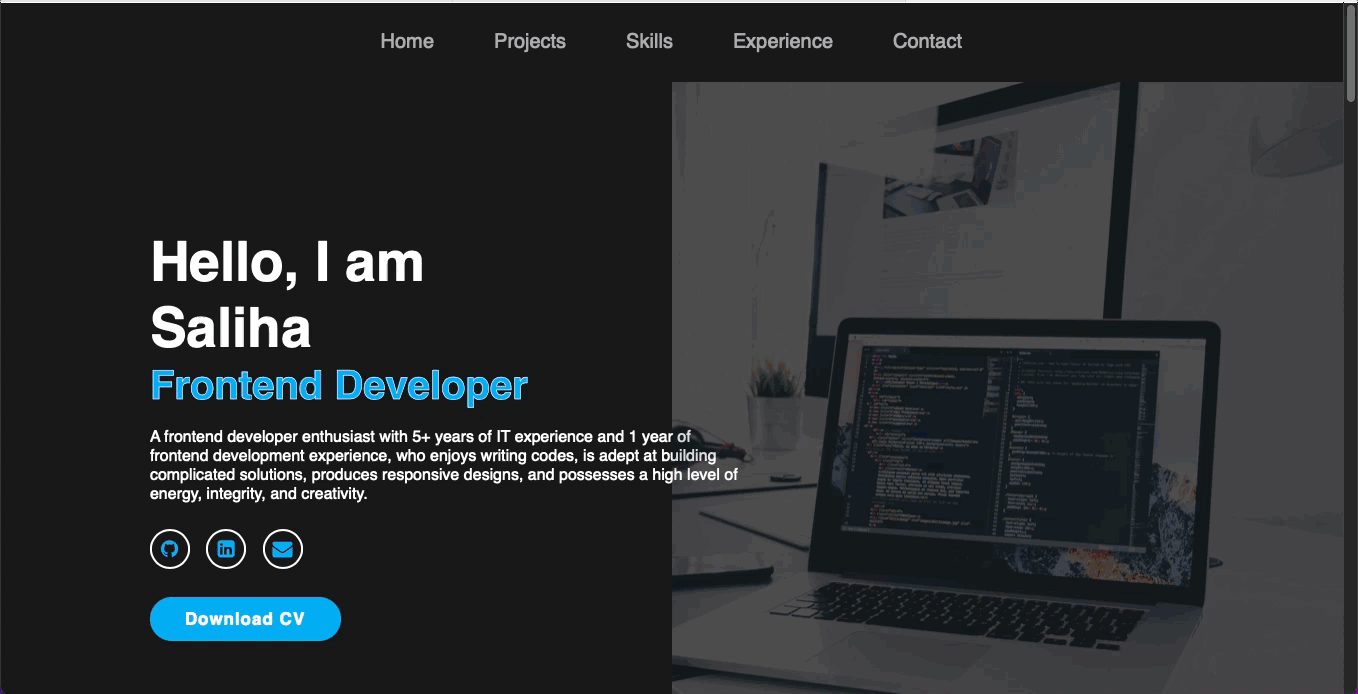 Home Projects Skills Experience Contact
Hello, I am
Saliha
Frontend Developer
A frontend developer enthusiast with 5+ years of IT experience and 1 year of
frontend development experience, who enjoys writing codes, is adept at building
complicated solutions, produces responsive designs, and possesses a high level of
energy, integrity, and creativity.
in
Download CV